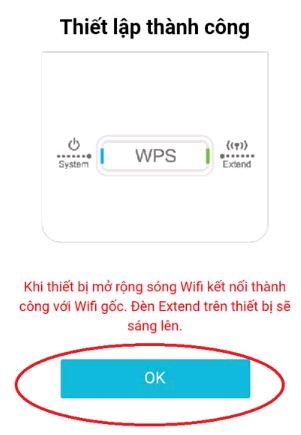 Thiết lập thành công
WPS
System
Extend
Khi thiết bị mở rộng sóng Wifi kết nối thành
công với Wifi gốc. Đèn Extend trên thiết bị sẽ
sáng lên.
OK